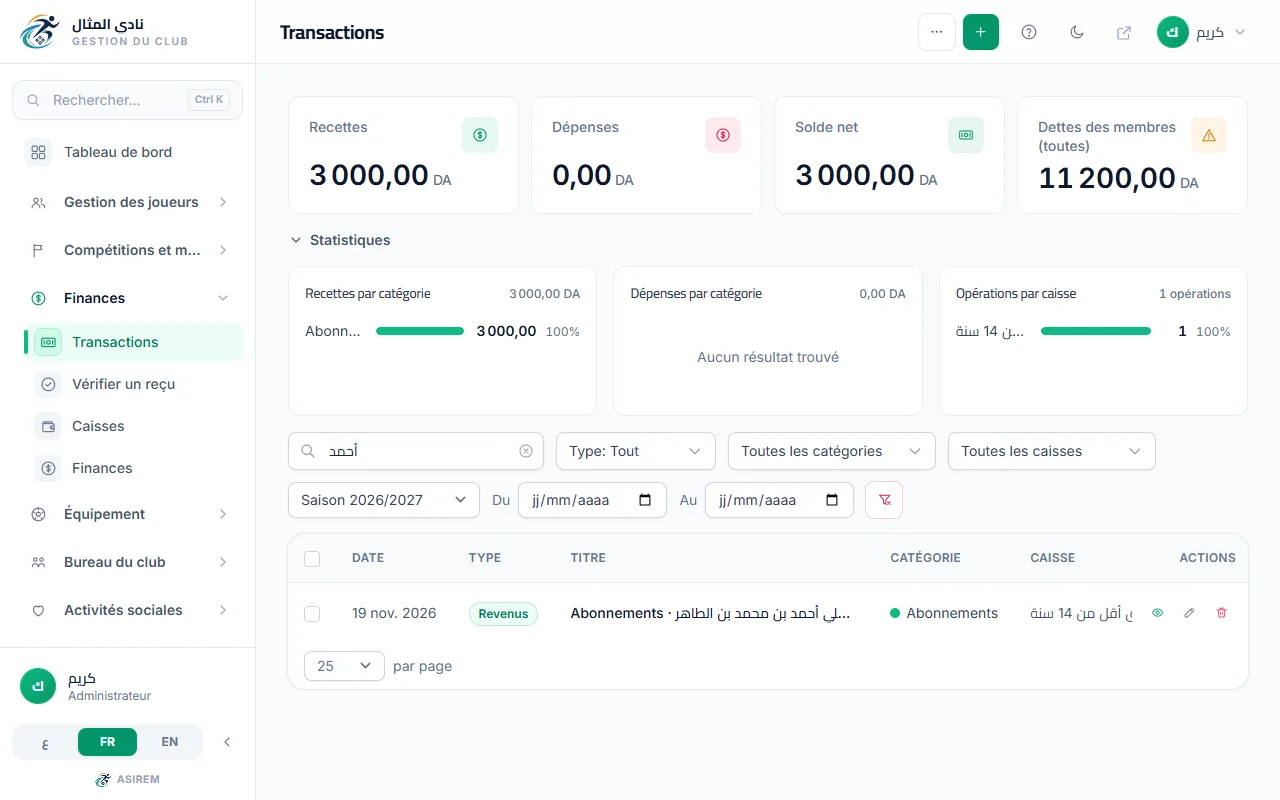 نادي المثال
GESTION DU CLUB
Rechercher...
Ctrl K
Tableau de bord
Gestion des joueurs
Compétitions et m...
Finances
Transactions
Vérifier un reçu
Caisses
Finances
Équipement
Bureau du club
Activités sociales
ك
كريم
Administrateur
ع
FR
EN
ASIREM
Transactions
ك
كريم
Recettes
3 000,00 DA
Dépenses
0,00 DA
Solde net
3 000,00 DA
Dettes des membres
(toutes)
11 200,00 DA
Statistiques
Recettes par catégorie 3 000,00 DA
Abonn... 3 000,00 100%
Dépenses par catégorie 0,00 DA
Aucun résultat trouvé
Opérations par caisse 1 opérations
...ن 14 سنة 1 100%
أحمد
Type: Tout
Toutes les catégories
Toutes les caisses
Saison 2026/2027
Du
jj/mm/aaaa
Au
jj/mm/aaaa
DATE TYPE TITRE CATÉGORIE CAISSE ACTIONS
19 nov. 2026 Revenus Abonnements · لي أحمد بن محمد بن الطاهر... Abonnements ى أقل من 14 سنة
25 par page